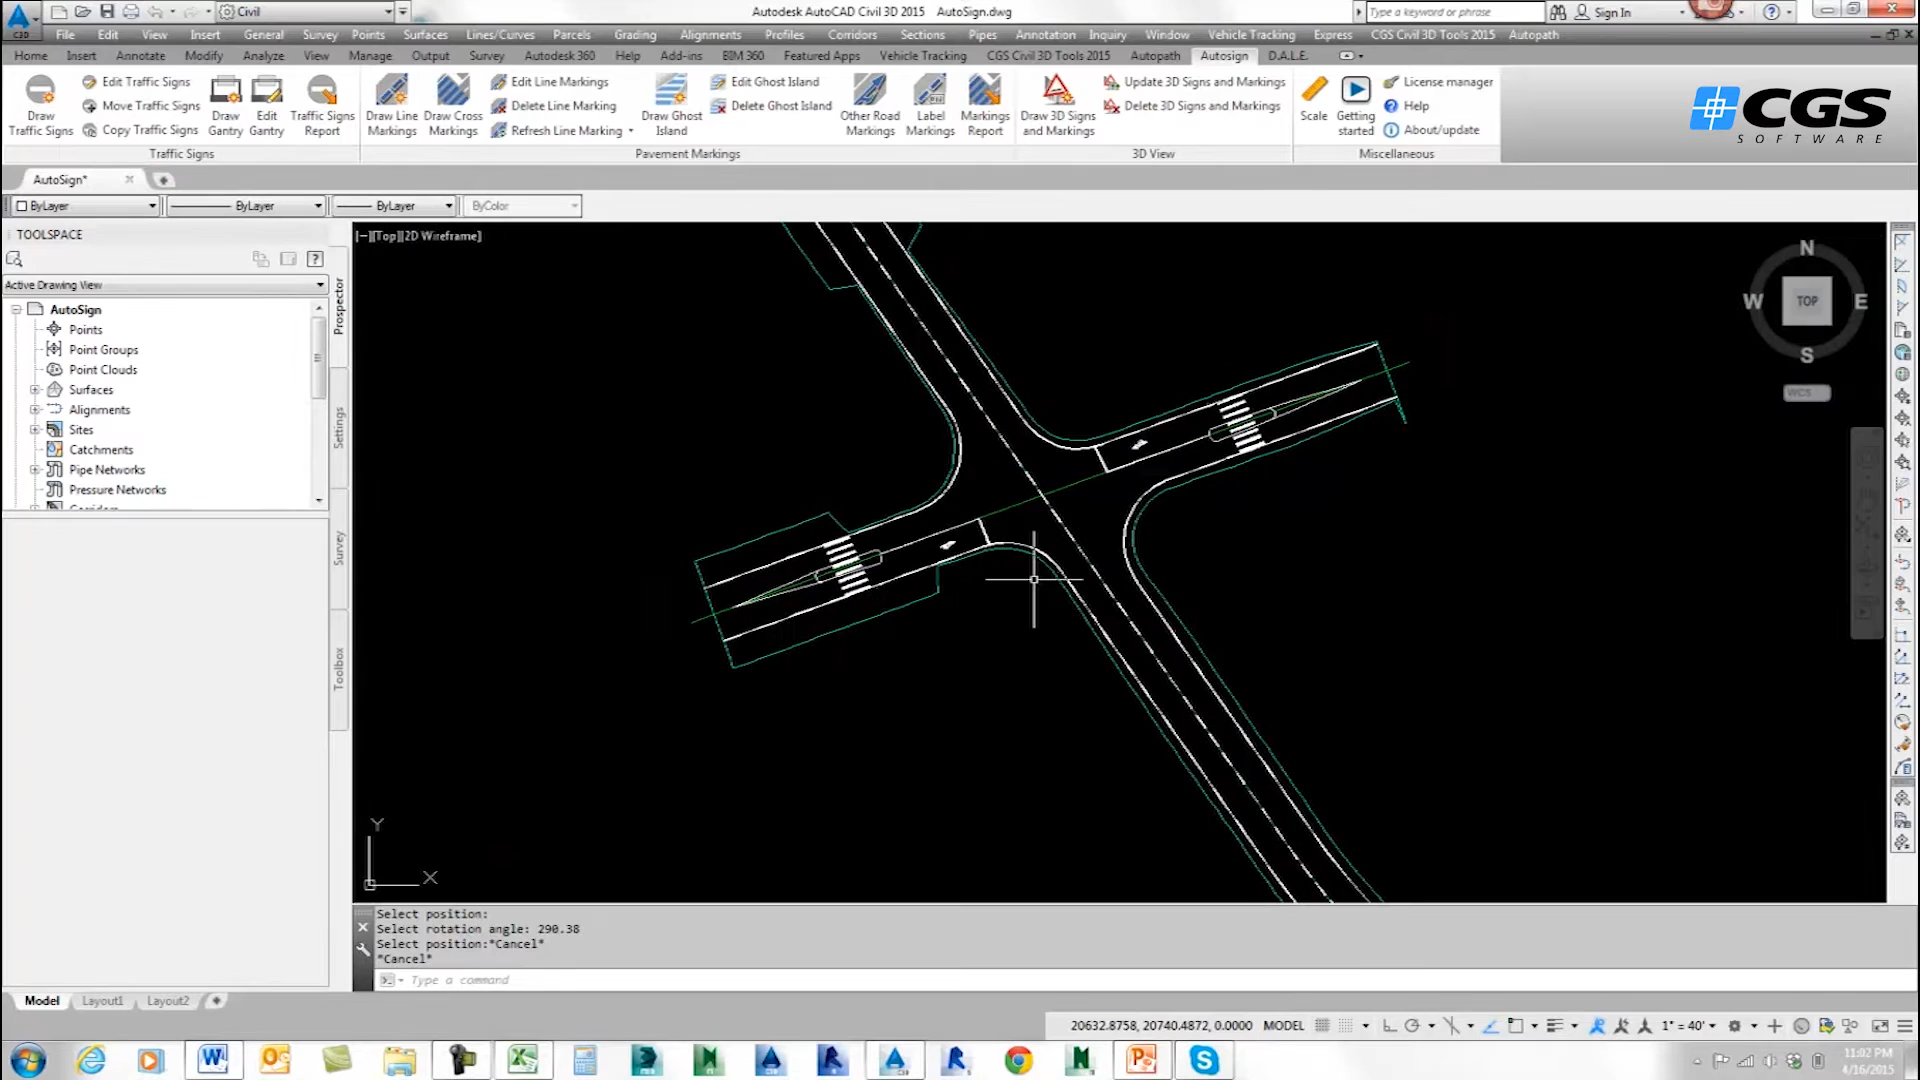 Civil
Autodesk AutoCAD Civil 3D 2015 AutoSign.dwg
Type a keyword or phrase
Sign In
File Edit View Insert General Survey Points Surfaces Lines/Curves Parcels Grading Alignments Profiles Corridors Sections Pipes Annotation Inquiry Window Vehicle Tracking Express CGS Civil 3D Tools 2015 Autopath
Home Insert Annotate Modify Analyze View Manage Output Survey Autodesk 360 Help Add-ins BIM 360 Featured Apps Vehicle Tracking CGS Civil 3D Tools 2015 Autopath Autosign D.A.L.E.
Draw Traffic Signs
Edit Traffic Signs
Move Traffic Signs
Copy Traffic Signs
Draw Gantry
Edit Gantry
Traffic Signs Report
Traffic Signs
Draw Line Markings
Draw Cross Markings
Edit Line Markings
Delete Line Marking
Refresh Line Marking
Draw Ghost Island
Edit Ghost Island
Delete Ghost Island
Other Road Markings
Label Markings
Markings Report
Pavement Markings
Draw 3D Signs and Markings
Update 3D Signs and Markings
Delete 3D Signs and Markings
3D View
Scale
Getting started
License manager
Help
About/update
Miscellaneous
CGS
SOFTWARE
AutoSign*
ByLayer ByLayer ByLayer ByColor
TOOLSPACE
Active Drawing View
AutoSign
Points
Point Groups
Point Clouds
Surfaces
Alignments
Sites
Catchments
Pipe Networks
Pressure Networks
Prospector
Settings
Survey
Toolbox
[−][Top][2D Wireframe]
N
W TOP E
S
WCS
Y
X
Select position:
Select rotation angle: 290.38
Select position:*Cancel*
*Cancel*
Type a command
Model Layout1 Layout2
20632.8758, 20740.4872, 0.0000 MODEL
1" = 40'
11:02 PM
4/16/2015